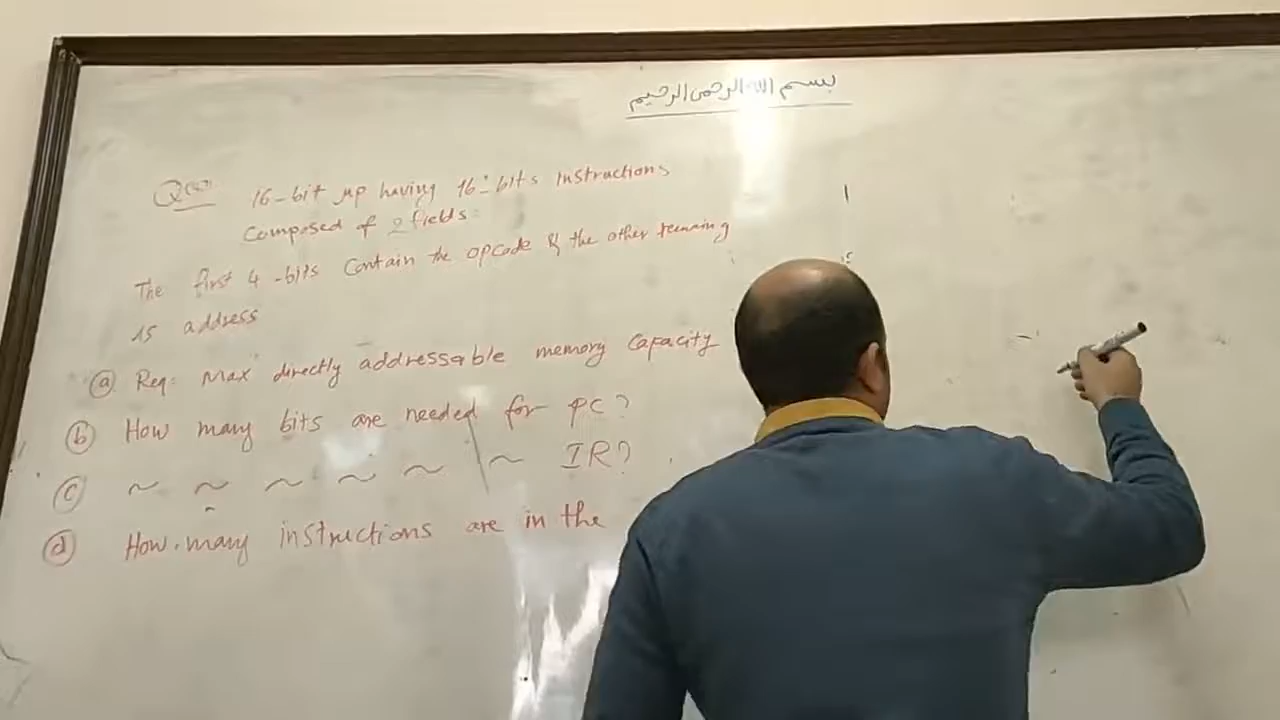 بسم الله الرحمن الرحيم
Q 16-bit μp having 16-bits Instructions
Composed of 2 fields:
The first 4-bits Contain the opcode & the other remaning
is address
ⓐ Req: Max directly addressable memory Capacity
ⓑ How many bits are needed for PC?
ⓒ ~ ~ ~ ~ ~ ~ IR?
ⓓ How many instructions are in the